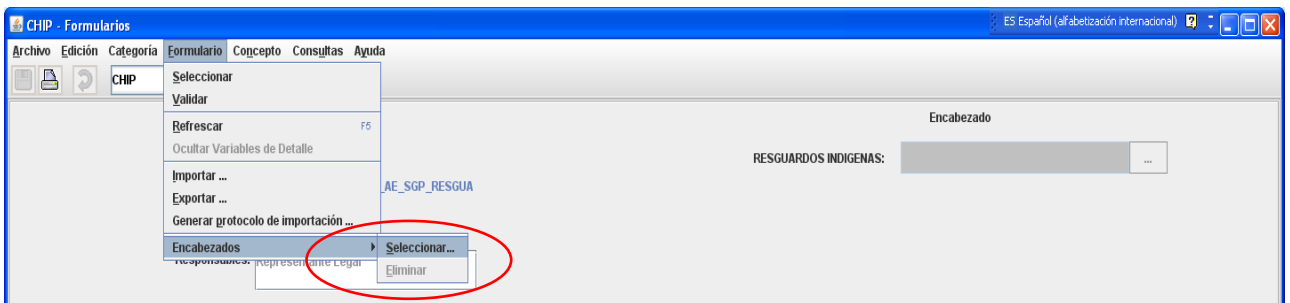 CHIP - Formularios
ES Español (alfabetización internacional)
Archivo Edición Categoría Formulario Concepto Consultas Ayuda
CHIP
Seleccionar
Validar
Refrescar F5
Ocultar Variables de Detalle
Importar ...
Exportar ...
Generar protocolo de importación ...
Encabezados
Seleccionar...
Eliminar
Encabezado
RESGUARDOS INDIGENAS:
...
_AE_SGP_RESGUA
Responsables: Representante Legal